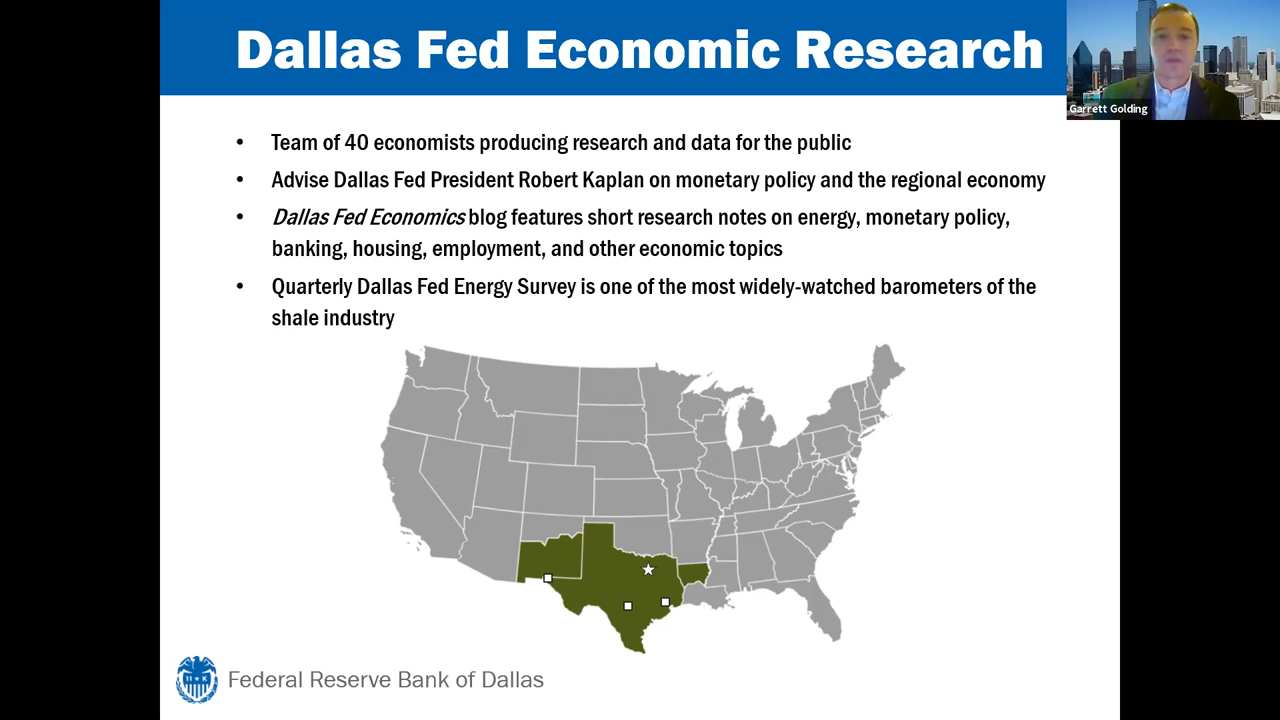 Dallas Fed Economic Research
Garrett Golding
• Team of 40 economists producing research and data for the public
• Advise Dallas Fed President Robert Kaplan on monetary policy and the regional economy
• Dallas Fed Economics blog features short research notes on energy, monetary policy,
banking, housing, employment, and other economic topics
• Quarterly Dallas Fed Energy Survey is one of the most widely-watched barometers of the
shale industry
Federal Reserve Bank of Dallas